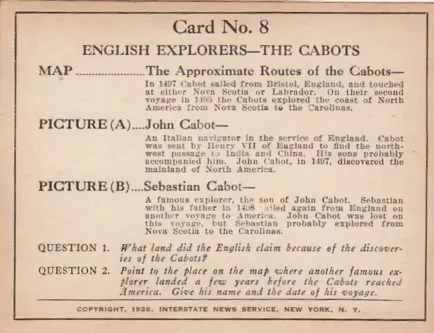 Card No. 8
ENGLISH EXPLORERS—THE CABOTS
MAP ......................The Approximate Routes of the Cabots—
In 1497 Cabot sailed from Bristol, England, and touched
at either Nova Scotia or Labrador. On their second
voyage in 1498 the Cabots explored the coast of North
America from Nova Scotia to the Carolinas.
PICTURE (A)....John Cabot—
An Italian navigator in the service of England. Cabot
was sent by Henry VII of England to find the north-
west passage to India and China. His sons probably
accompanied him. John Cabot, in 1497, discovered the
mainland of North America.
PICTURE (B)....Sebastian Cabot—
A famous explorer, the son of John Cabot. Sebastian
with his father in 1498 sailed again from England on
another voyage to America. John Cabot was lost on
this voyage, but Sebastian probably explored from
Nova Scotia to the Carolinas.
QUESTION 1. What land did the English claim because of the discover-
ies of the Cabots?
QUESTION 2. Point to the place on the map where another famous ex-
plorer landed a few years before the Cabots reached
America. Give his name and the date of his voyage.
COPYRIGHT, 1926, INTERSTATE NEWS SERVICE, NEW YORK, N. Y.